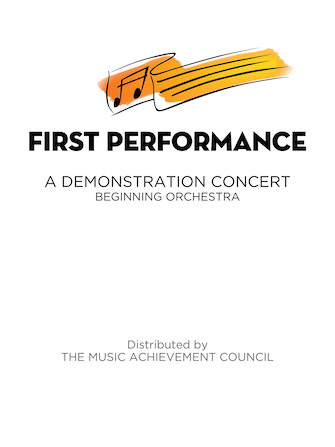 FIRST PERFORMANCE
A DEMONSTRATION CONCERT
BEGINNING ORCHESTRA
Distributed by
THE MUSIC ACHIEVEMENT COUNCIL